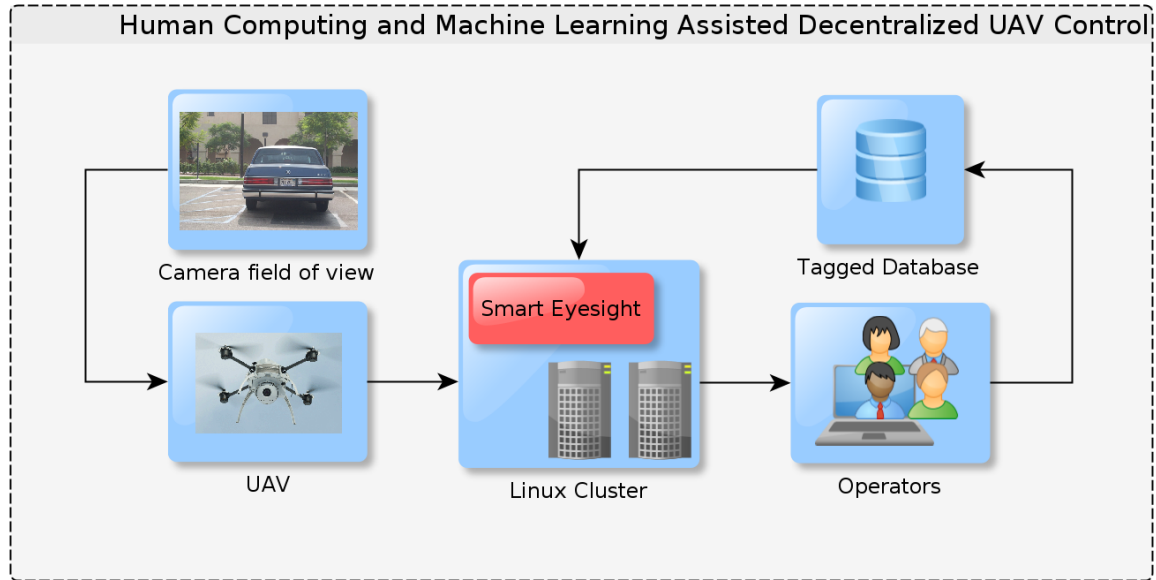 Human Computing and Machine Learning Assisted Decentralized UAV Control
Camera field of view
Tagged Database
Smart Eyesight
UAV
Linux Cluster
Operators